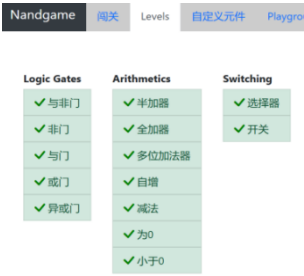 Nandgame 闯关 Levels 自定义元件 Playgrou
Logic Gates Arithmetics Switching
与非门 半加器 选择器
非门 全加器 开关
与门 多位加法器
或门 自增
异或门 减法
为0
小于0